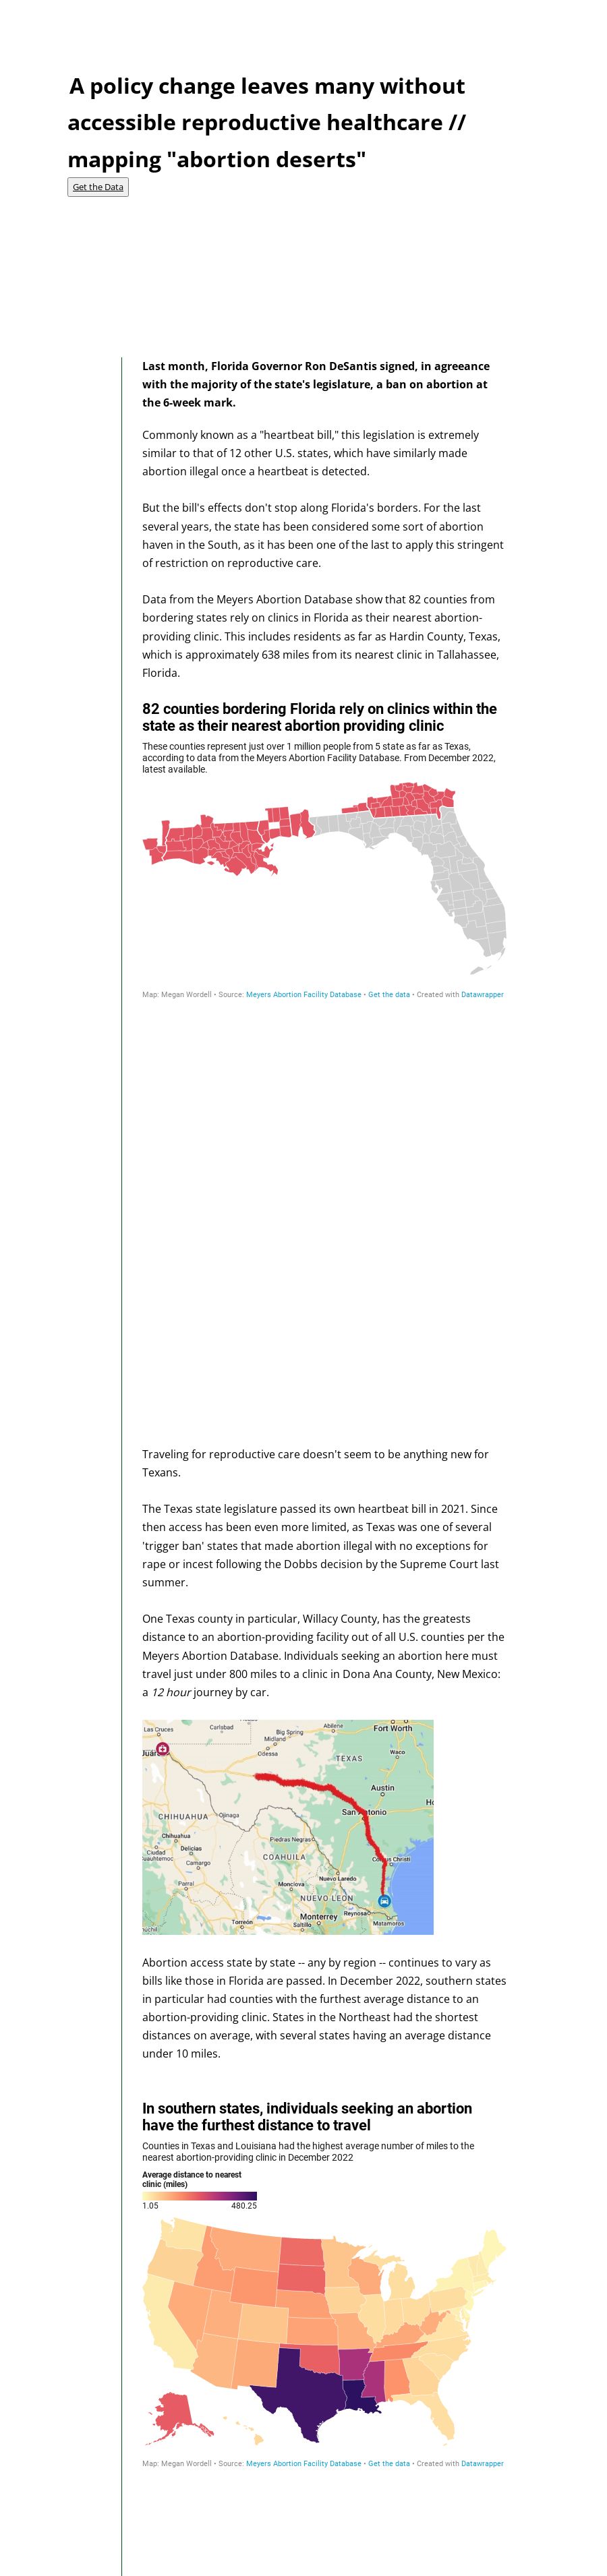 A policy change leaves many without
accessible reproductive healthcare //
mapping "abortion deserts"
Get the Data
Last month, Florida Governor Ron DeSantis signed, in agreeance
with the majority of the state's legislature, a ban on abortion at
the 6-week mark.
Commonly known as a "heartbeat bill," this legislation is extremely
similar to that of 12 other U.S. states, which have similarly made
abortion illegal once a heartbeat is detected.
But the bill's effects don't stop along Florida's borders. For the last
several years, the state has been considered some sort of abortion
haven in the South, as it has been one of the last to apply this stringent
of restriction on reproductive care.
Data from the Meyers Abortion Database show that 82 counties from
bordering states rely on clinics in Florida as their nearest abortion-
providing clinic. This includes residents as far as Hardin County, Texas,
which is approximately 638 miles from its nearest clinic in Tallahassee,
Florida.
82 counties bordering Florida rely on clinics within the
state as their nearest abortion providing clinic
These counties represent just over 1 million people from 5 state as far as Texas,
according to data from the Meyers Abortion Facility Database. From December 2022,
latest available.
Map: Megan Wordell • Source: Meyers Abortion Facility Database • Get the data • Created with Datawrapper
Traveling for reproductive care doesn't seem to be anything new for
Texans.
The Texas state legislature passed its own heartbeat bill in 2021. Since
then access has been even more limited, as Texas was one of several
'trigger ban' states that made abortion illegal with no exceptions for
rape or incest following the Dobbs decision by the Supreme Court last
summer.
One Texas county in particular, Willacy County, has the greatests
distance to an abortion-providing facility out of all U.S. counties per the
Meyers Abortion Database. Individuals seeking an abortion here must
travel just under 800 miles to a clinic in Dona Ana County, New Mexico:
a 12 hour journey by car.
Las Cruces
Carlsbad
Hobbs
Abilene
Fort Worth
Big Spring
Midland
Juár
Odessa
Waco
TEXAS
Austin
Ho
San Antonio
CHIHUAHUA
Ojinaga
Chihuahua
Piedras Negras
Delicias
Ciudad
uauhtemoc
COAHUILA
Camargo
Corpus Christi
Nuevo Laredo
Parral
Monclova
NUEVO LEON
Reynosa
Monterrey
Matamoros
Torreón
Saltillo
uchil
Abortion access state by state -- any by region -- continues to vary as
bills like those in Florida are passed. In December 2022, southern states
in particular had counties with the furthest average distance to an
abortion-providing clinic. States in the Northeast had the shortest
distances on average, with several states having an average distance
under 10 miles.
In southern states, individuals seeking an abortion
have the furthest distance to travel
Counties in Texas and Louisiana had the highest average number of miles to the
nearest abortion-providing clinic in December 2022
Average distance to nearest
clinic (miles)
1.05 480.25
Map: Megan Wordell • Source: Meyers Abortion Facility Database • Get the data • Created with Datawrapper